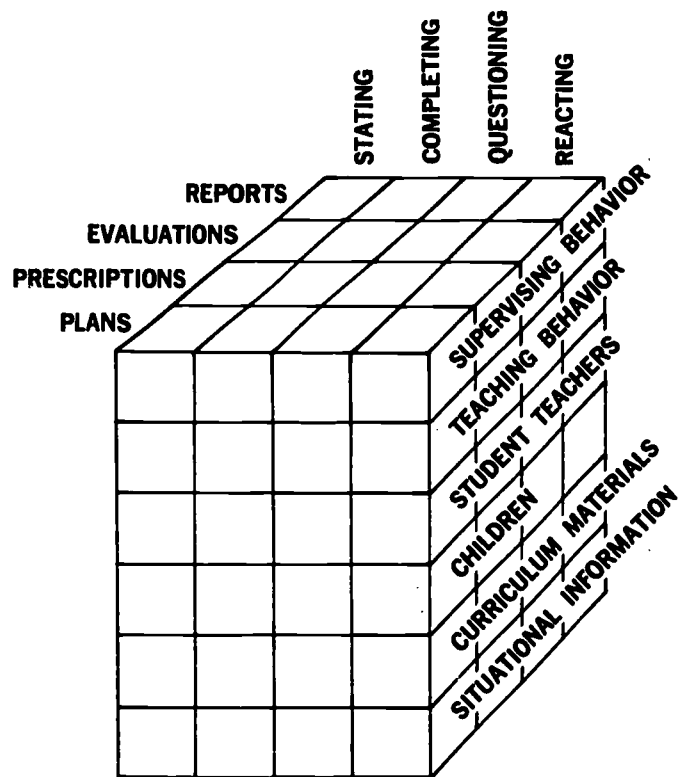 STATING
COMPLETING
QUESTIONING
REACTING
REPORTS
EVALUATIONS
PRESCRIPTIONS
PLANS
SUPERVISING BEHAVIOR
TEACHING BEHAVIOR
STUDENT TEACHERS
CHILDREN
CURRICULUM MATERIALS
SITUATIONAL INFORMATION